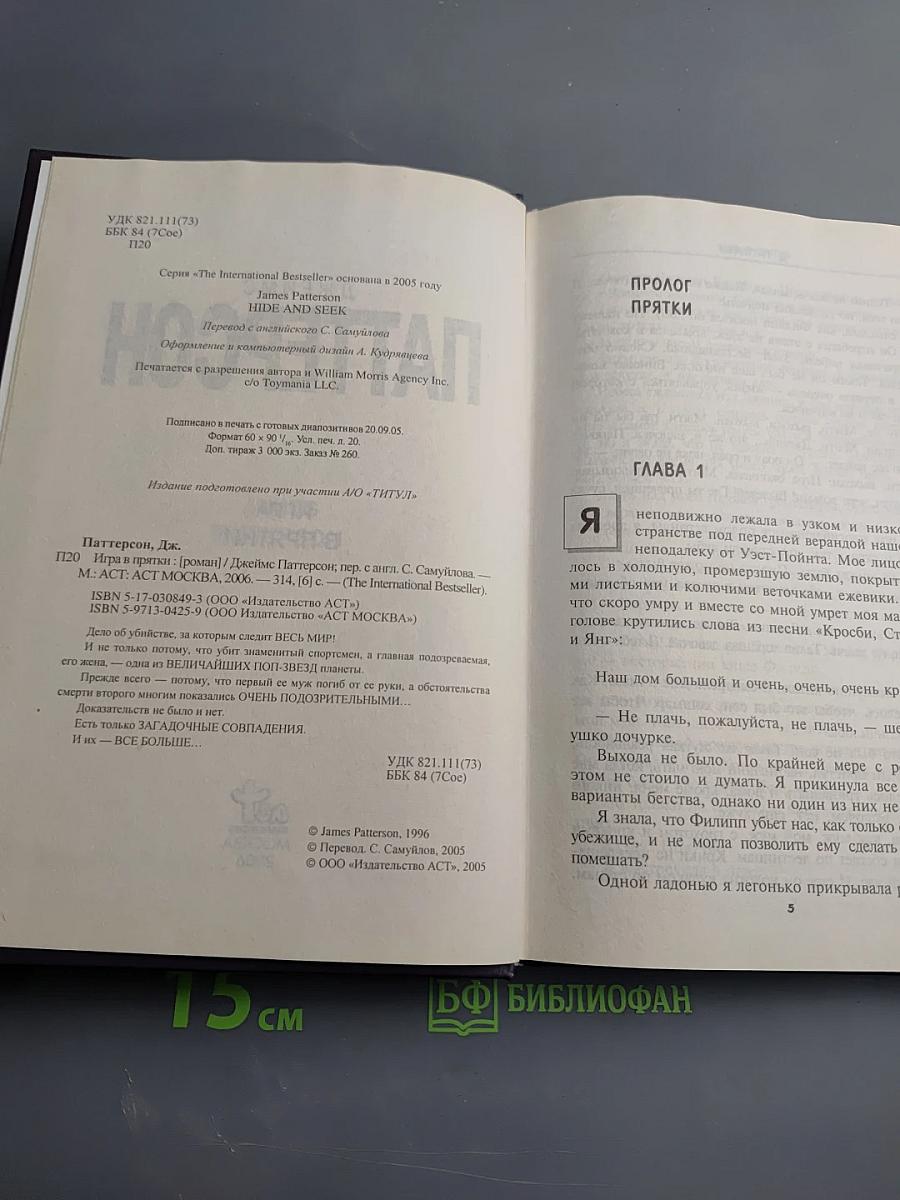 УДК 821.111(73)
ББК 84 (7Сое)
П20
Серия «The International Bestseller» основана в 2005 году
James Patterson
HIDE AND SEEK
Перевод с английского С. Самуйлова
Оформление и компьютерный дизайн А. Кудрявцева
Печатается с разрешения автора и William Morris Agency Inc.
c/o Toymania LLC.
Подписано в печать с готовых диапозитивов 20.09.05.
Формат 60 × 90 1/16. Усл. печ. л. 20.
Доп. тираж 3 000 экз. Заказ № 260.
Издание подготовлено при участии А/О «ТИТУЛ»
Паттерсон, Дж.
П20 Игра в прятки : [роман] / Джеймс Паттерсон; пер. с англ. С. Самуйлова. —
М.: АСТ: АСТ МОСКВА, 2006. — 314, [6] с. — (The International Bestseller).
ISBN 5-17-030849-3 (ООО «Издательство АСТ»)
ISBN 5-9713-0425-9 (ООО Издательство «АСТ МОСКВА»)
Дело об убийстве, за которым следит ВЕСЬ МИР!
И не только потому, что убит знаменитый спортсмен, а главная подозреваемая,
его жена, — одна из ВЕЛИЧАЙШИХ ПОП-ЗВЕЗД планеты.
Прежде всего — потому, что первый ее муж погиб от ее руки, а обстоятельства
смерти второго многим показались ОЧЕНЬ ПОДОЗРИТЕЛЬНЫМИ...
Доказательств не было и нет.
Есть только ЗАГАДОЧНЫЕ СОВПАДЕНИЯ.
И их — ВСЕ БОЛЬШЕ...
УДК 821.111(73)
ББК 84 (7Сое)
© James Patterson, 1996
© Перевод. С. Самуйлов, 2005
© ООО «Издательство АСТ», 2005
ПРОЛОГ
ПРЯТКИ
ГЛАВА 1
Я неподвижно лежала в узком и низко
странстве под передней верандой наше
неподалеку от Уэст-Пойнта. Мое лицо
лось в холодную, промерзшую землю, покрыт
ми листьями и колючими веточками ежевики.
что скоро умру и вместе со мной умрет моя ма
голове крутились слова из песни «Кросби, Ст
и Янг»:
Наш дом большой и очень, очень, очень кр
— Не плачь, пожалуйста, не плачь, — ше
ушко дочурке.
Выхода не было. По крайней мере с ре
этом не стоило и думать. Я прикинула все
варианты бегства, однако ни один из них не
Я знала, что Филипп убьет нас, как только
убежище, и не могла позволить ему сделать
помешать?
Одной ладонью я легонько прикрывала р
5
15 см
БФ БИБЛИОФАН